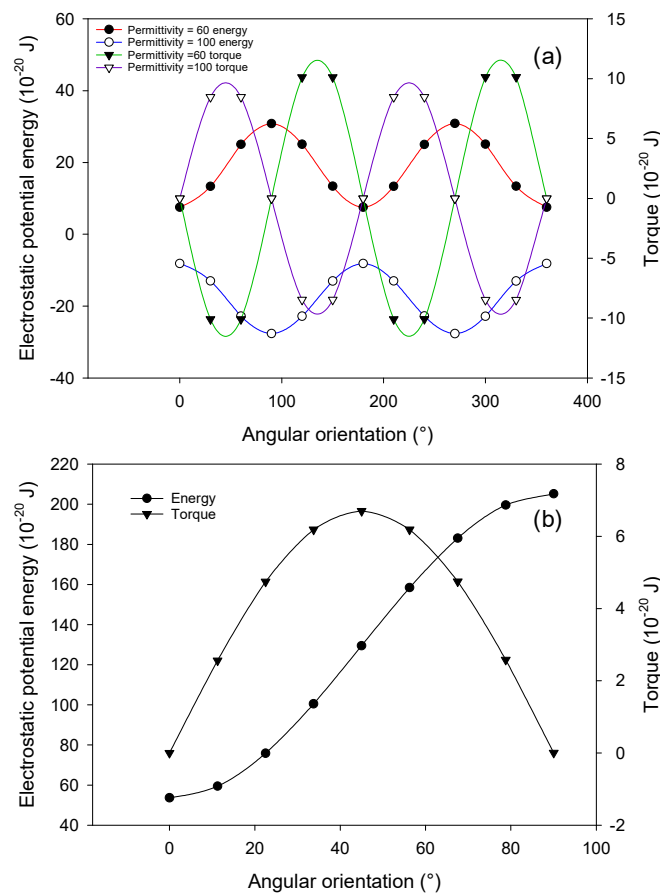 (a)
Permittivity = 60 energy
Permittivity = 100 energy
Permittivity =60 torque
Permittivity =100 torque
Electrostatic potential energy (10⁻²⁰ J)
60
40
20
0
-20
-40
Torque (10⁻²⁰ J)
15
10
5
0
-5
-10
-15
0 100 200 300 400
Angular orientation (°)
(b)
Energy
Torque
Electrostatic potential energy (10⁻²⁰ J)
220
200
180
160
140
120
100
80
60
40
Torque (10⁻²⁰ J)
8
6
4
2
0
-2
0 20 40 60 80 100
Angular orientation (°)